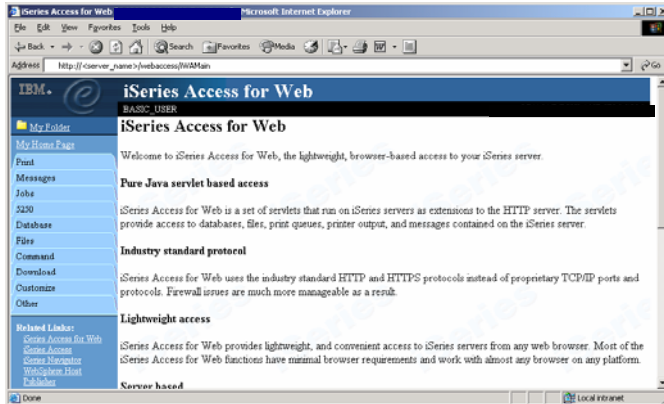 iSeries Access for Web
Microsoft Internet Explorer
File Edit View Favorites Tools Help
Back Search Favorites Media
Address http://<server_name>/webaccess/iWAMain Go
IBM.
iSeries Access for Web
BASIC_USER
My Folder
My Home Page
Print
Messages
Jobs
5250
Database
Files
Command
Download
Customize
Other
Related Links:
iSeries Access for Web
iSeries Access
iSeries Navigator
WebSphere Host
Publisher
iSeries Access for Web
Welcome to iSeries Access for Web, the lightweight, browser-based access to your iSeries server.
Pure Java servlet based access
iSeries Access for Web is a set of servlets that run on iSeries servers as extensions to the HTTP server. The servlets
provide access to databases, files, print queues, printer output, and messages contained on the iSeries server.
Industry standard protocol
iSeries Access for Web uses the industry standard HTTP and HTTPS protocols instead of proprietary TCP/IP ports and
protocols. Firewall issues are much more manageable as a result.
Lightweight access
iSeries Access for Web provides lightweight, and convenient access to iSeries servers from any web browser. Most of the
iSeries Access for Web functions have minimal browser requirements and work with almost any browser on any platform.
Server based
Done
Local intranet